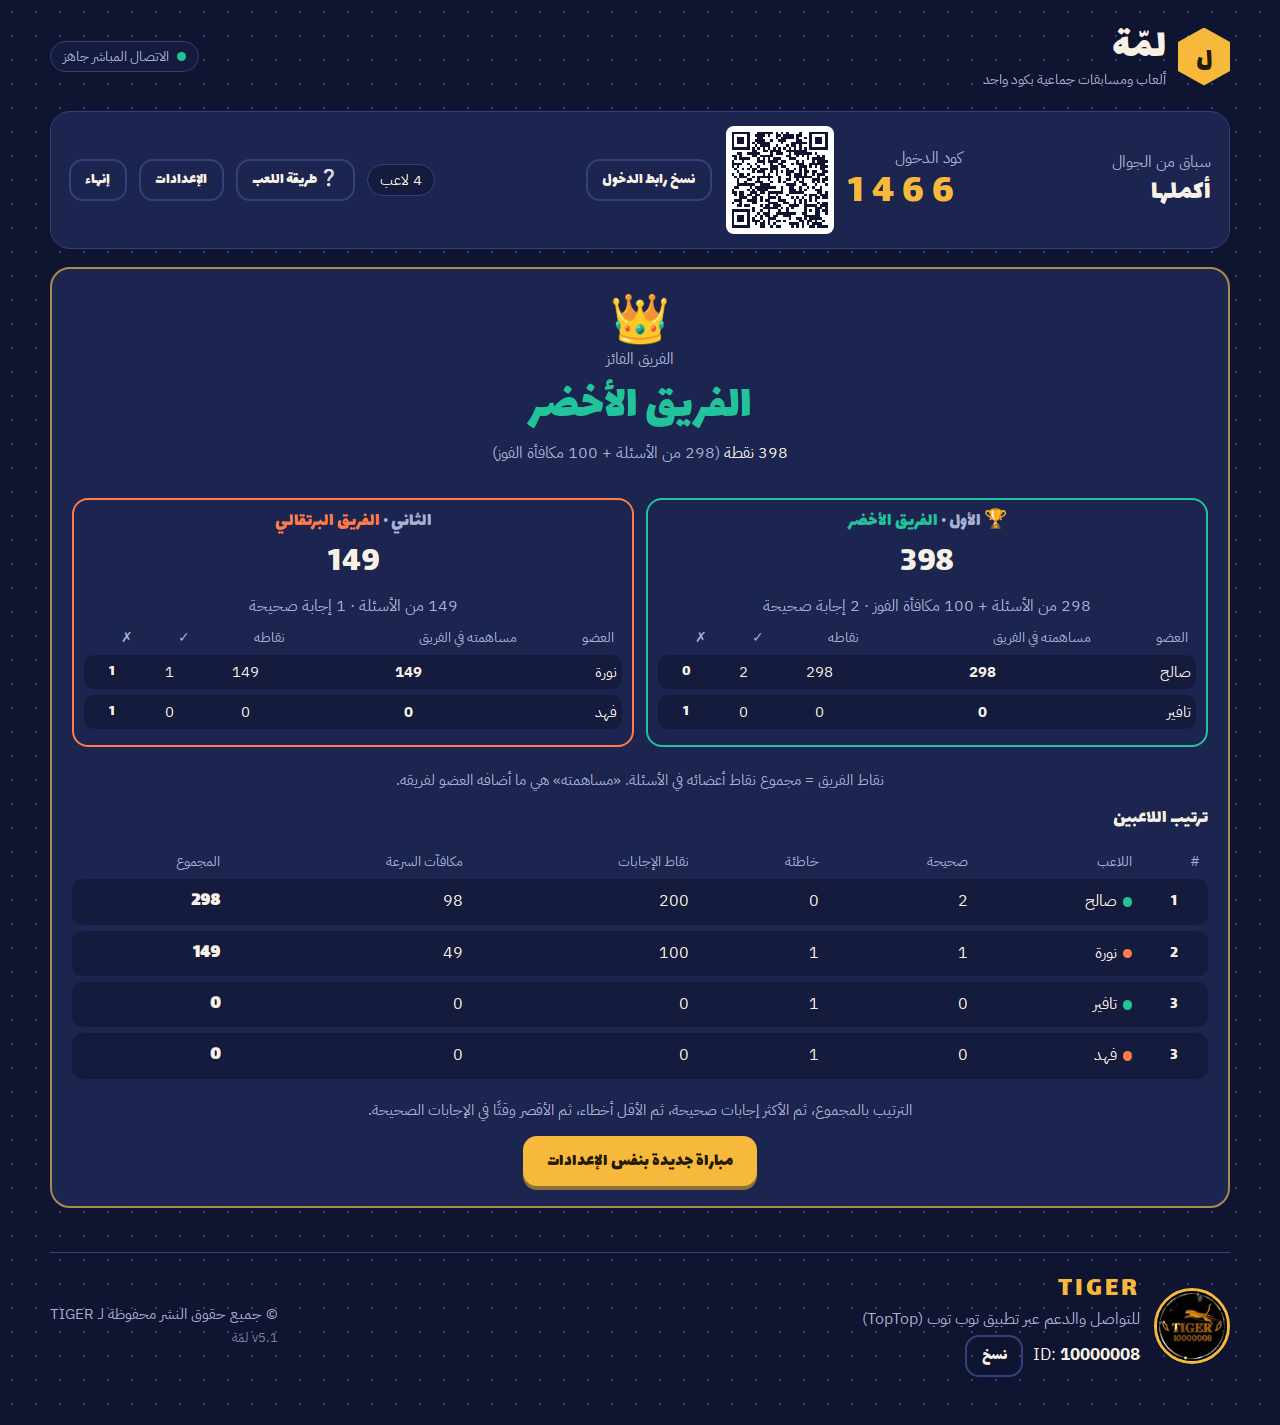 ل
لمّة
ألعاب ومسابقات جماعية بكود واحد
الاتصال المباشر جاهز
سباق من الجوال
أكملها
كود الدخول
1466
نسخ رابط الدخول
4 لاعب
❔ طريقة اللعب
الإعدادات
إنهاء
الفريق الفائز
الفريق الأخضر
398 نقطة (298 من الأسئلة + 100 مكافأة الفوز)
🏆 الأول · الفريق الأخضر
398
298 من الأسئلة + 100 مكافأة الفوز · 2 إجابة صحيحة
العضو مساهمته في الفريق نقاطه ✓ ✗
صالح 298 298 2 0
تافير 0 0 0 1
الثاني · الفريق البرتقالي
149
149 من الأسئلة · 1 إجابة صحيحة
العضو مساهمته في الفريق نقاطه ✓ ✗
نورة 149 149 1 1
فهد 0 0 0 1
نقاط الفريق = مجموع نقاط أعضائه في الأسئلة. «مساهمته» هي ما أضافه العضو لفريقه.
ترتيب اللاعبين
# اللاعب صحيحة خاطئة نقاط الإجابات مكافآت السرعة المجموع
1 صالح 2 0 200 98 298
2 نورة 1 1 100 49 149
3 تافير 0 1 0 0 0
3 فهد 0 1 0 0 0
الترتيب بالمجموع، ثم الأكثر إجابات صحيحة، ثم الأقل أخطاء، ثم الأقصر وقتًا في الإجابات الصحيحة.
مباراة جديدة بنفس الإعدادات
TIGER
10000008
TIGER
للتواصل والدعم عبر تطبيق توب توب (TopTop)
ID: 10000008
نسخ
© جميع حقوق النشر محفوظة لـ TIGER
لمّة v5.1